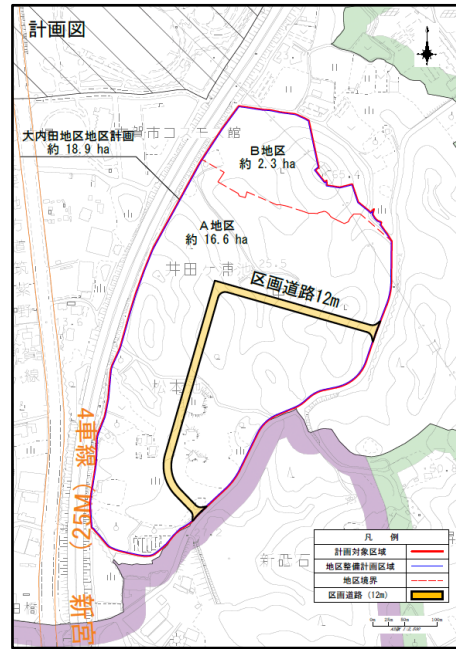 計画図
大内田地区地区計画
約 18.9 ha
B地区
約 2.3 ha
A地区
約 16.6 ha
区画道路12m
4車線
新宮
凡 例
計画対象区域
地区整備計画区域
地区境界
区画道路（12m）